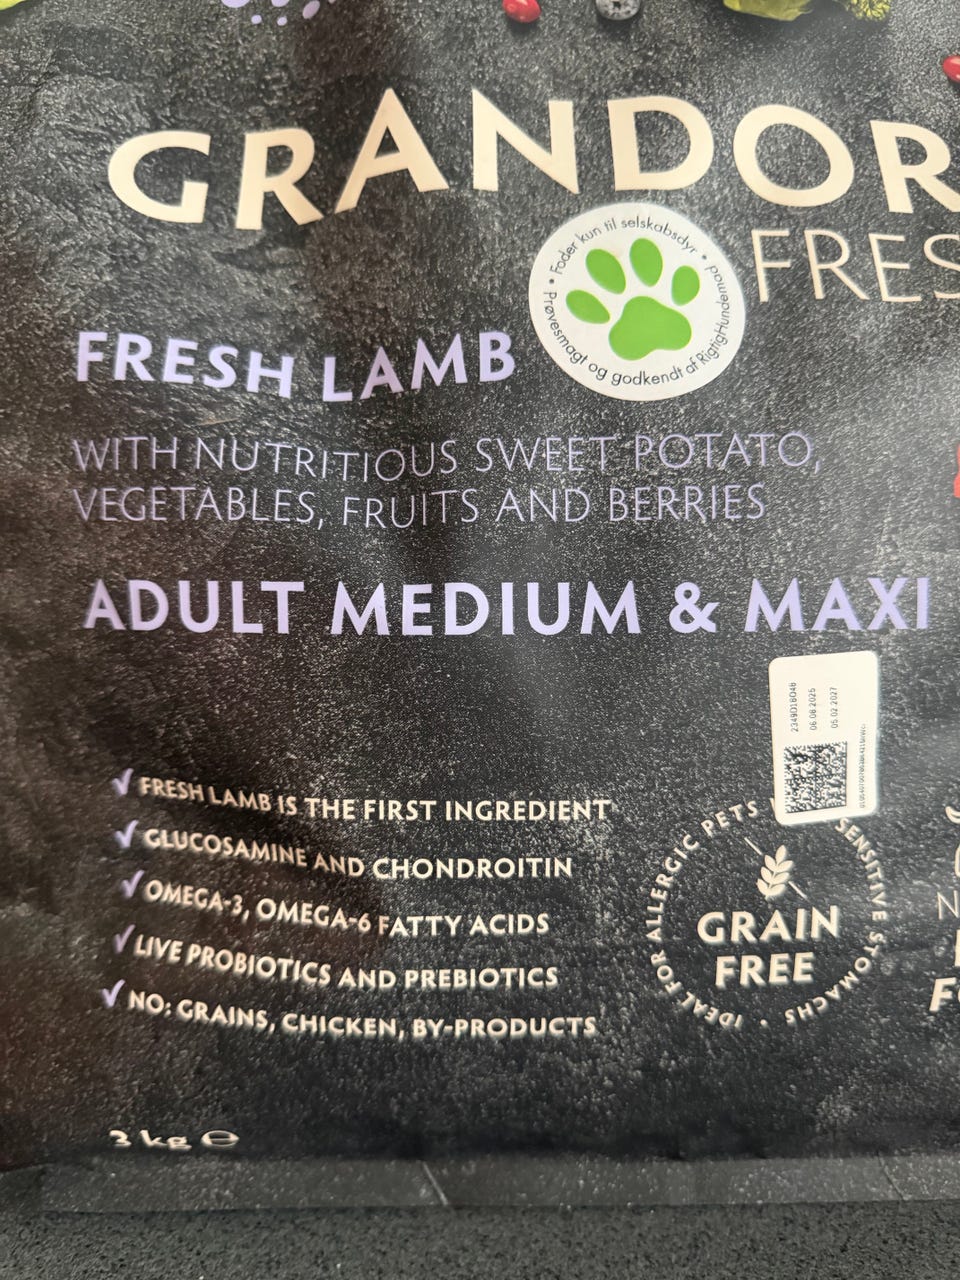 GRANDOR
FRES
• Foder kun til selskabsdyr •
Prøvesmagt og godkendt af RigtigHundemad
FRESH LAMB
WITH NUTRITIOUS SWEET POTATO,
VEGETABLES, FRUITS AND BERRIES
ADULT MEDIUM & MAXI
2349D18O48
06.08.2025
05.02.2027
√ FRESH LAMB IS THE FIRST INGREDIENT
√ GLUCOSAMINE AND CHONDROITIN
√ OMEGA-3, OMEGA-6 FATTY ACIDS
√ LIVE PROBIOTICS AND PREBIOTICS
√ NO: GRAINS, CHICKEN, BY-PRODUCTS
IDEAL FOR ALLERGIC PETS
SENSITIVE STOMACHS •
GRAIN
FREE
3 kg ℮